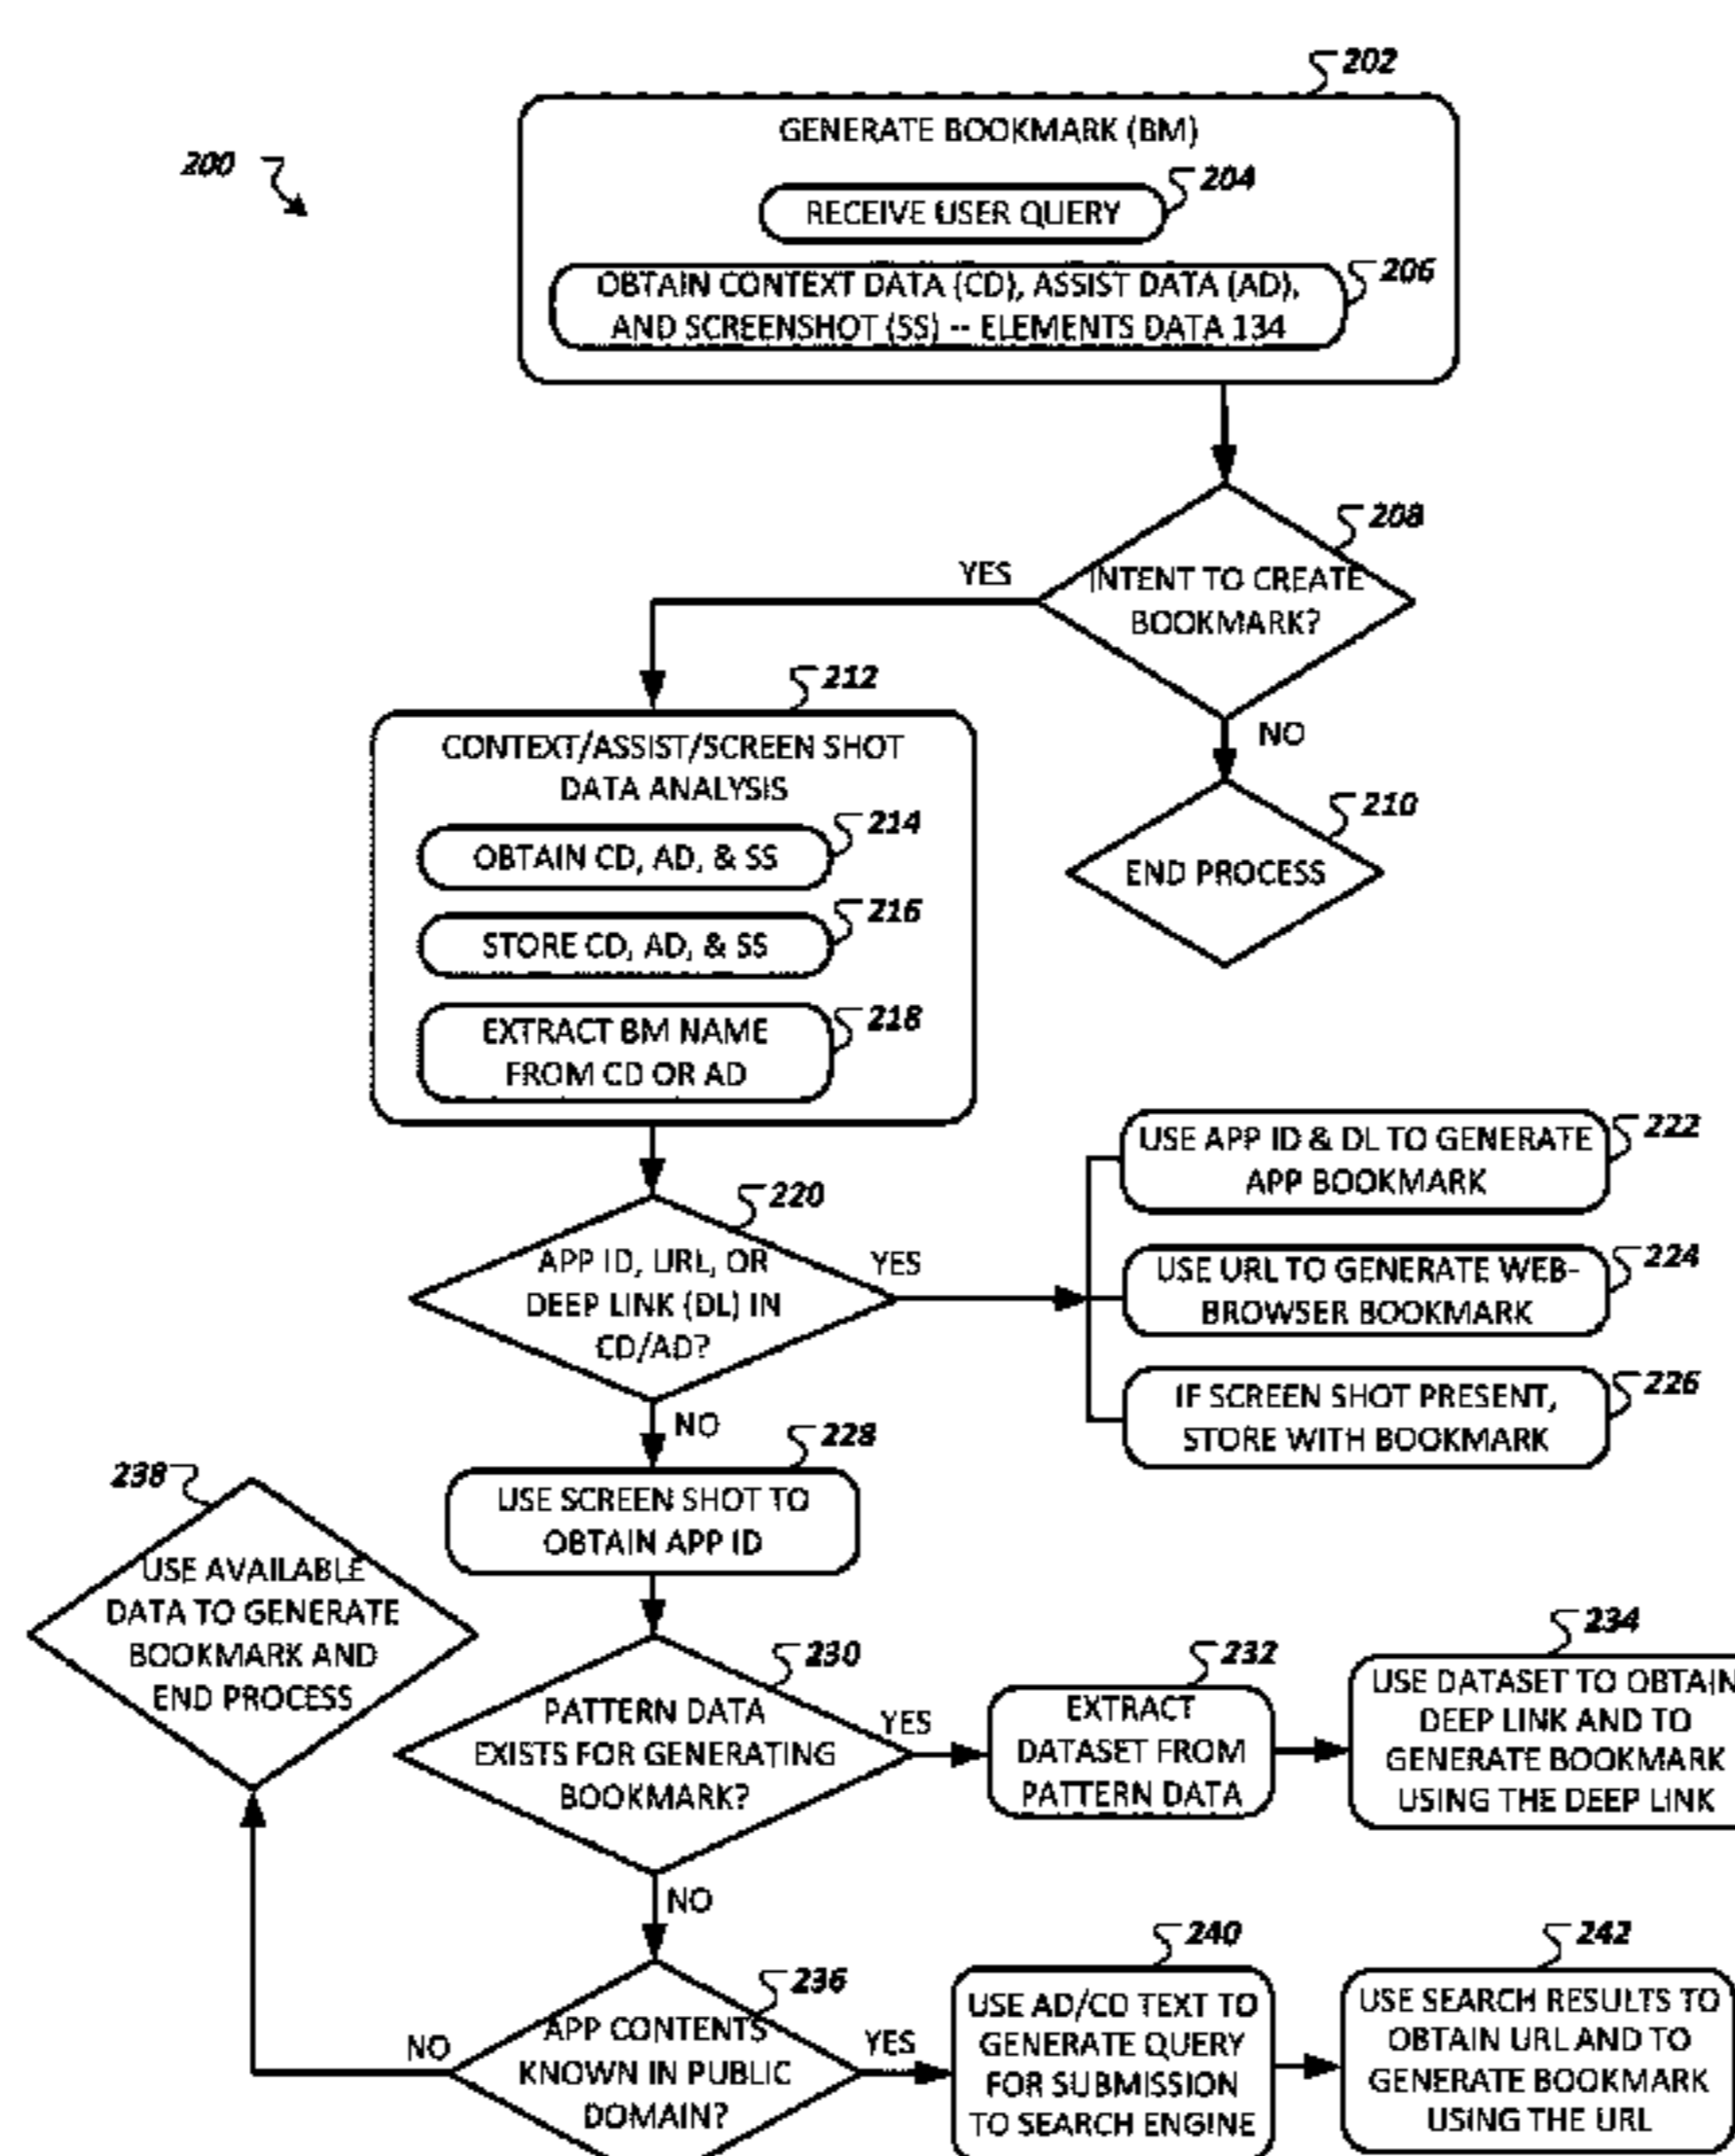 202
GENERATE BOOKMARK (BM)
200
204
RECEIVE USER QUERY
206
OBTAIN CONTEXT DATA (CD), ASSIST DATA (AD),
AND SCREENSHOT (SS) -- ELEMENTS DATA 134
208
YES
INTENT TO CREATE
BOOKMARK?
212
NO
CONTEXT/ASSIST/SCREEN SHOT
DATA ANALYSIS
210
END PROCESS
214
OBTAIN CD, AD, & SS
216
STORE CD, AD, & SS
218
EXTRACT BM NAME
FROM CD OR AD
222
USE APP ID & DL TO GENERATE
APP BOOKMARK
220
APP ID, URL, OR
DEEP LINK (DL) IN
CD/AD?
YES
224
USE URL TO GENERATE WEB-
BROWSER BOOKMARK
226
IF SCREEN SHOT PRESENT,
STORE WITH BOOKMARK
NO
228
USE SCREEN SHOT TO
OBTAIN APP ID
238
USE AVAILABLE
DATA TO GENERATE
BOOKMARK AND
END PROCESS
230
PATTERN DATA
EXISTS FOR GENERATING
BOOKMARK?
YES
232
EXTRACT
DATASET FROM
PATTERN DATA
234
USE DATASET TO OBTAIN
DEEP LINK AND TO
GENERATE BOOKMARK
USING THE DEEP LINK
NO
236
APP CONTENTS
KNOWN IN PUBLIC
DOMAIN?
NO
YES
240
USE AD/CD TEXT TO
GENERATE QUERY
FOR SUBMISSION
TO SEARCH ENGINE
242
USE SEARCH RESULTS TO
OBTAIN URL AND TO
GENERATE BOOKMARK
USING THE URL